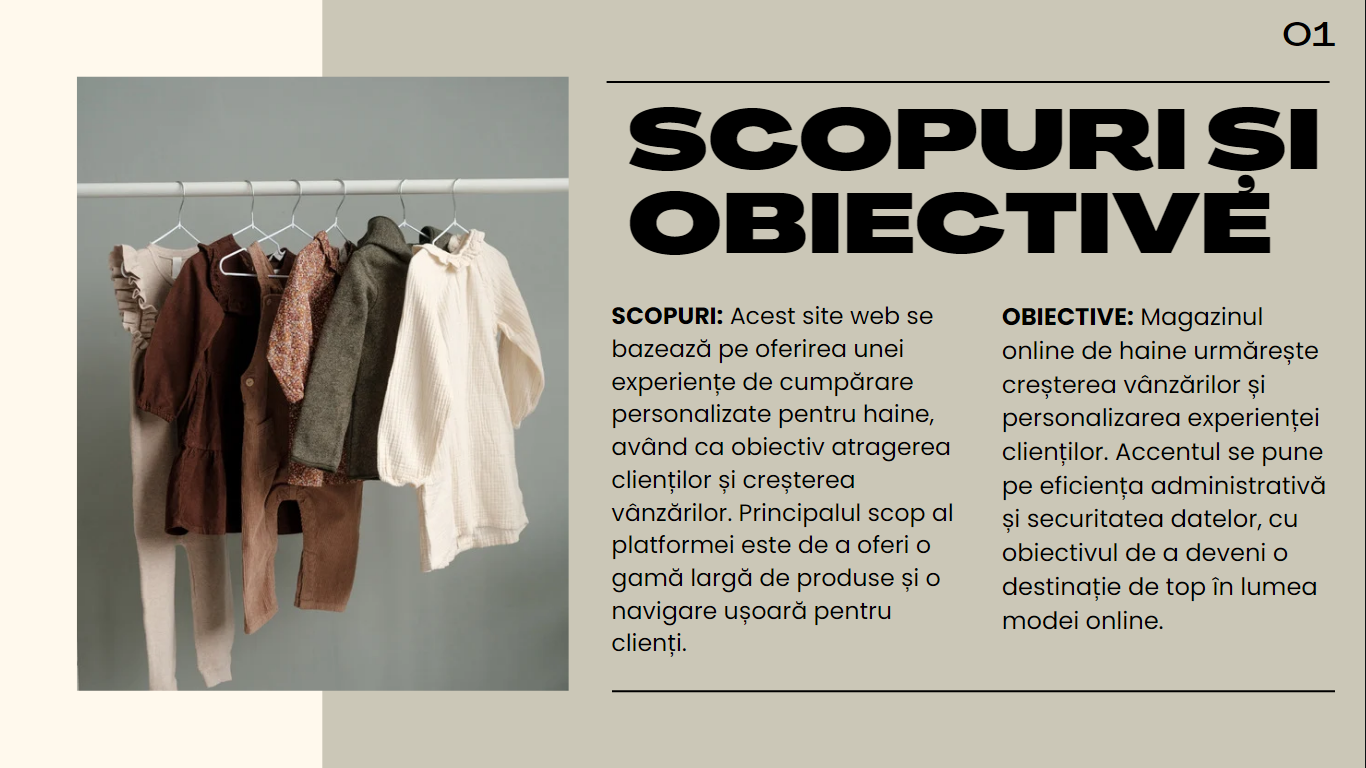 01
SCOPURI ȘI
OBIECTIVE
SCOPURI: Acest site web se
bazează pe oferirea unei
experiențe de cumpărare
personalizate pentru haine,
având ca obiectiv atragerea
clienților și creșterea
vânzărilor. Principalul scop al
platformei este de a oferi o
gamă largă de produse și o
navigare ușoară pentru
clienți.
OBIECTIVE: Magazinul
online de haine urmărește
creșterea vânzărilor și
personalizarea experienței
clienților. Accentul se pune
pe eficiența administrativă
și securitatea datelor, cu
obiectivul de a deveni o
destinație de top în lumea
modei online.